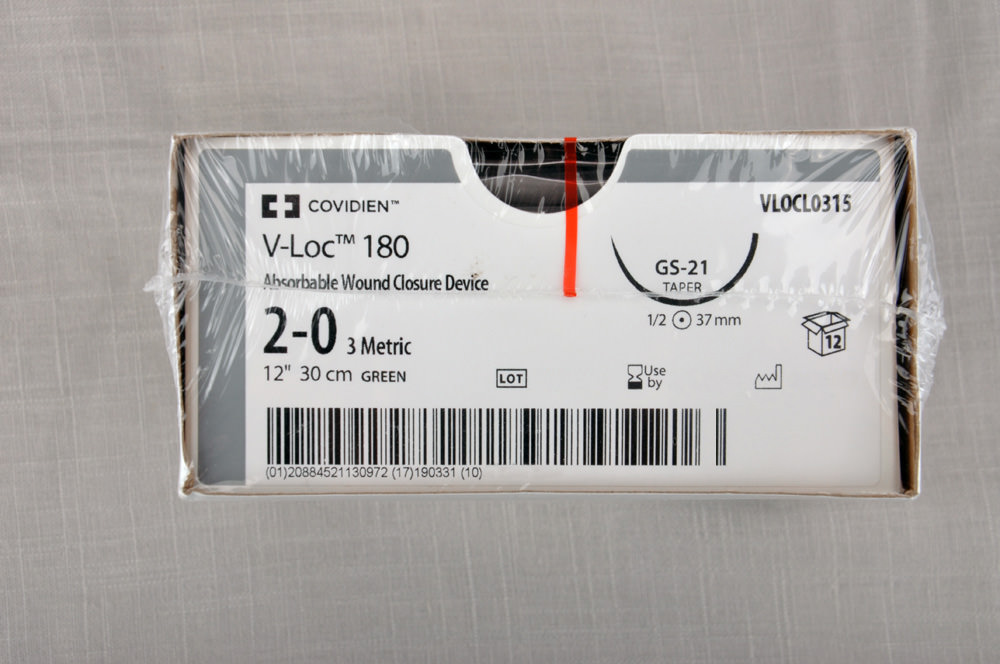 COVIDIEN™
VLOCL0315
V-Loc™ 180
Absorbable Wound Closure Device
GS-21
TAPER
1/2 37 mm
2-0 3 Metric
12" 30 cm GREEN
LOT
Use
by
12
(01)20884521130972 (17)190331 (10)